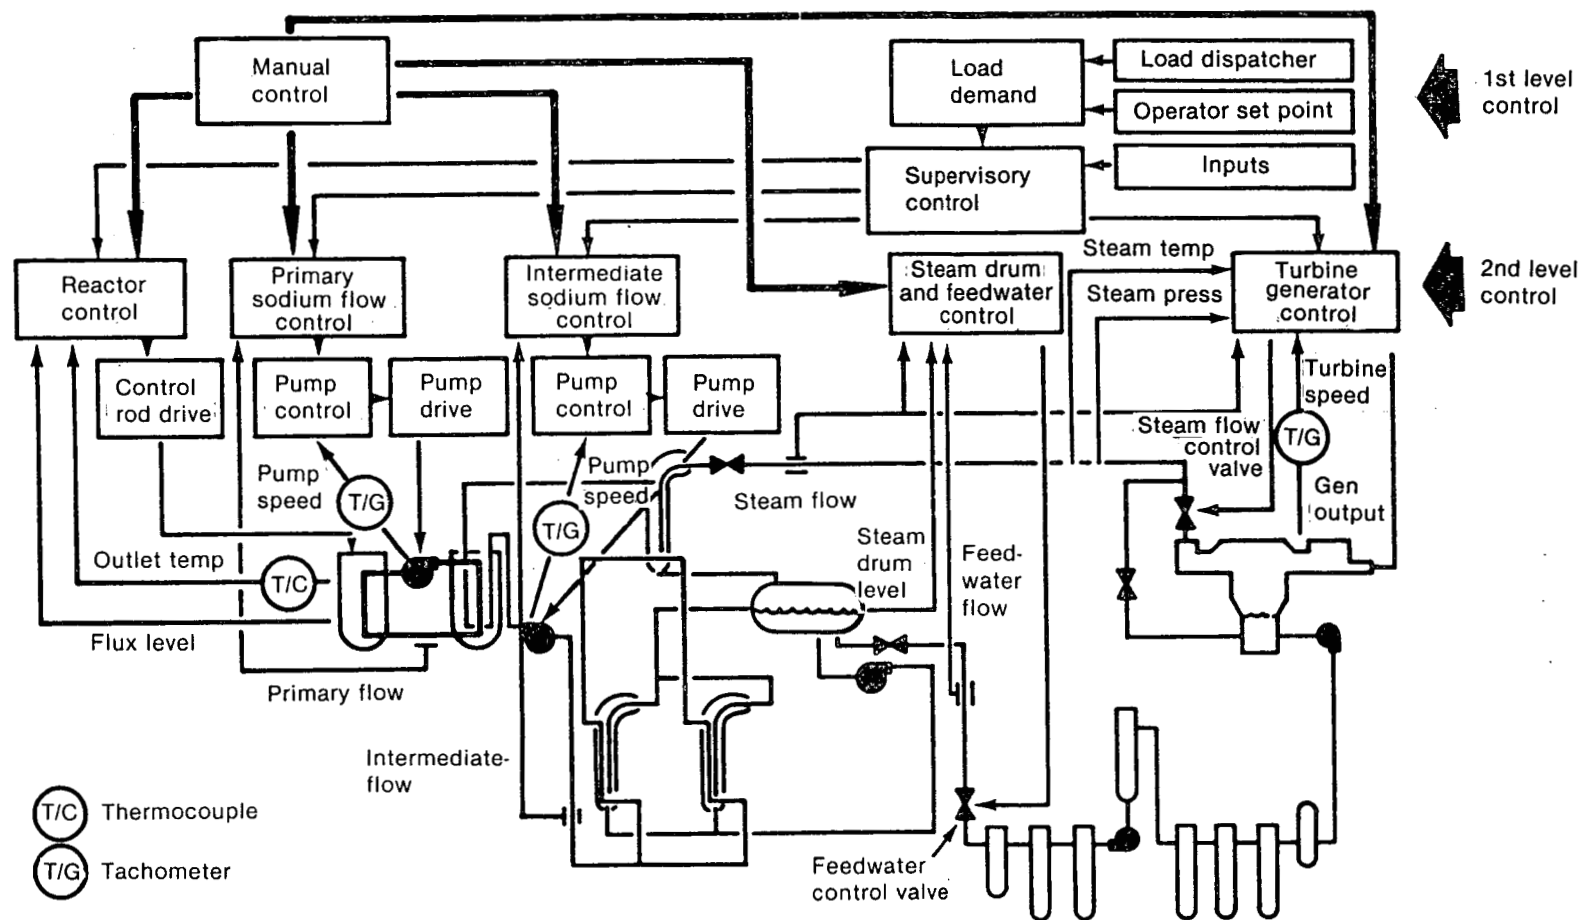 Manual
control
Load
demand
Load dispatcher
Operator set point
Inputs
1st level
control
Supervisory
control
Steam temp
Steam press
2nd level
control
Reactor
control
Primary
sodium flow
control
Intermediate
sodium flow
control
Steam drum
and feedwater
control
Turbine
generator
control
Control
rod drive
Pump
control
Pump
drive
Pump
control
Pump
drive
Turbine
speed
Steam flow
control
valve
T/G
Pump
speed
T/G
Pump
speed
T/G
Steam flow
Gen
output
Outlet temp
T/C
Steam
drum
level
Feed-
water
flow
Flux level
Primary flow
Intermediate-
flow
T/C Thermocouple
T/G Tachometer
Feedwater
control valve